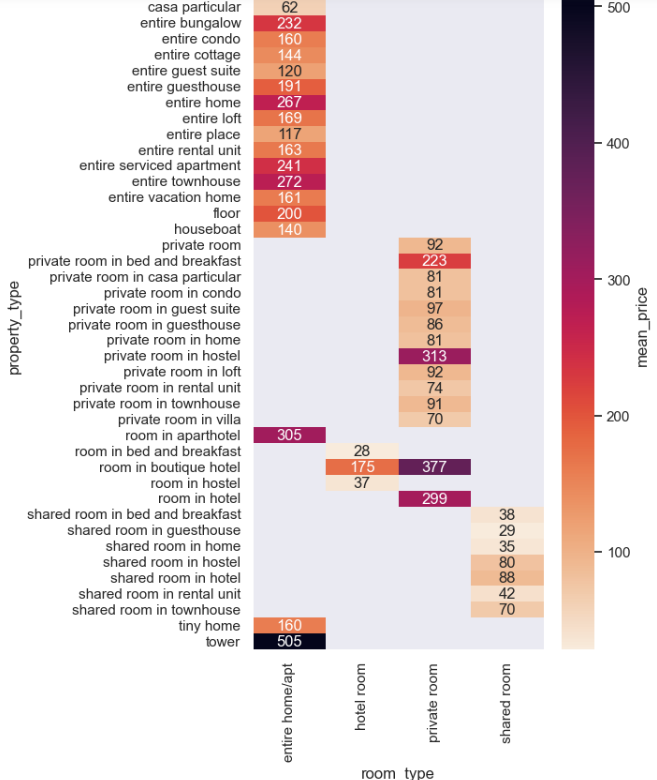 casa particular 62
entire bungalow 232
entire condo 160
entire cottage 144
entire guest suite 120
entire guesthouse 191
entire home 267
entire loft 169
entire place 117
entire rental unit 163
entire serviced apartment 241
entire townhouse 272
entire vacation home 161
floor 200
houseboat 140
private room 92
private room in bed and breakfast 223
private room in casa particular 81
private room in condo 81
private room in guest suite 97
private room in guesthouse 86
private room in home 81
private room in hostel 313
private room in loft 92
private room in rental unit 74
private room in townhouse 91
private room in villa 70
room in aparthotel 305
room in bed and breakfast 28
room in boutique hotel 175 377
room in hostel 37
room in hotel 299
shared room in bed and breakfast 38
shared room in guesthouse 29
shared room in home 35
shared room in hostel 80
shared room in hotel 88
shared room in rental unit 42
shared room in townhouse 70
tiny home 160
tower 505
property_type
entire home/apt
hotel room
private room
shared room
room_type
500
400
300
200
100
mean_price